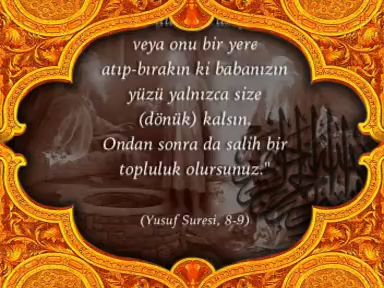 veya onu bir yere
atıp-bırakın ki babanızın
yüzü yalnızca size
(dönük) kalsın.
Ondan sonra da salih bir
topluluk olursunuz."
(Yusuf Suresi, 8-9)